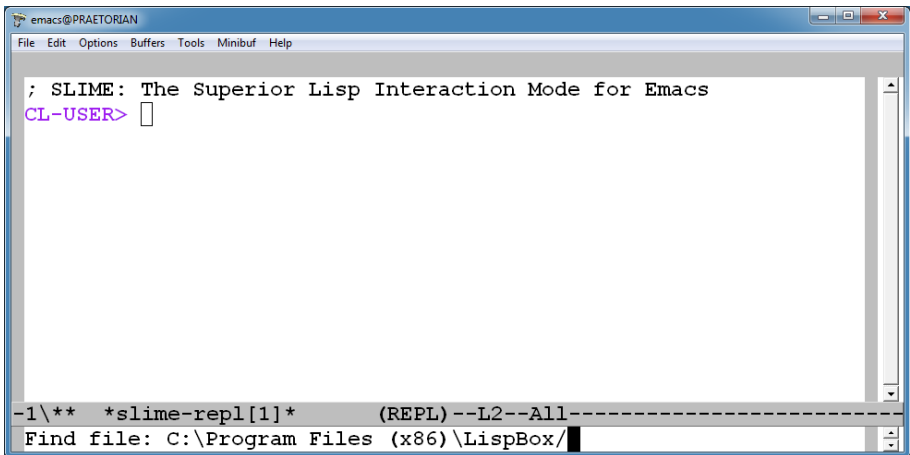 emacs@PRAETORIAN
File Edit Options Buffers Tools Minibuf Help
; SLIME: The Superior Lisp Interaction Mode for Emacs
CL-USER>
-1\**  *slime-repl[1]*      (REPL)--L2--All--------------------------
Find file: C:\Program Files (x86)\LispBox/